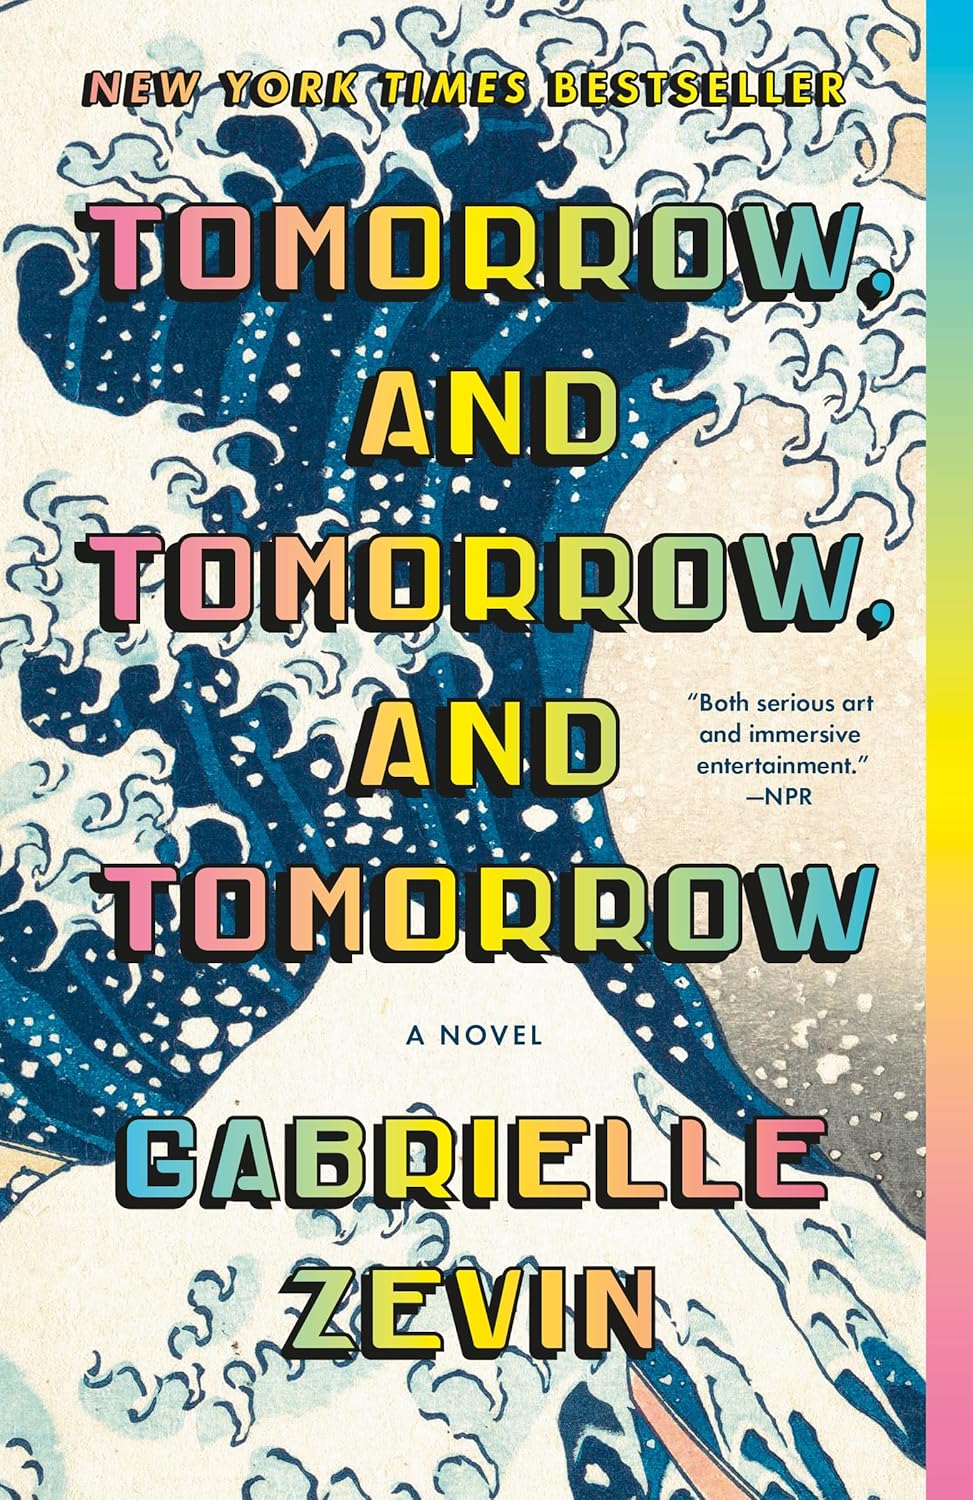 NEW YORK TIMES BESTSELLER
TOMORROW,
AND
TOMORROW,
AND
“Both serious art
and immersive
entertainment.”
—NPR
TOMORROW
A NOVEL
GABRIELLE
ZEVIN